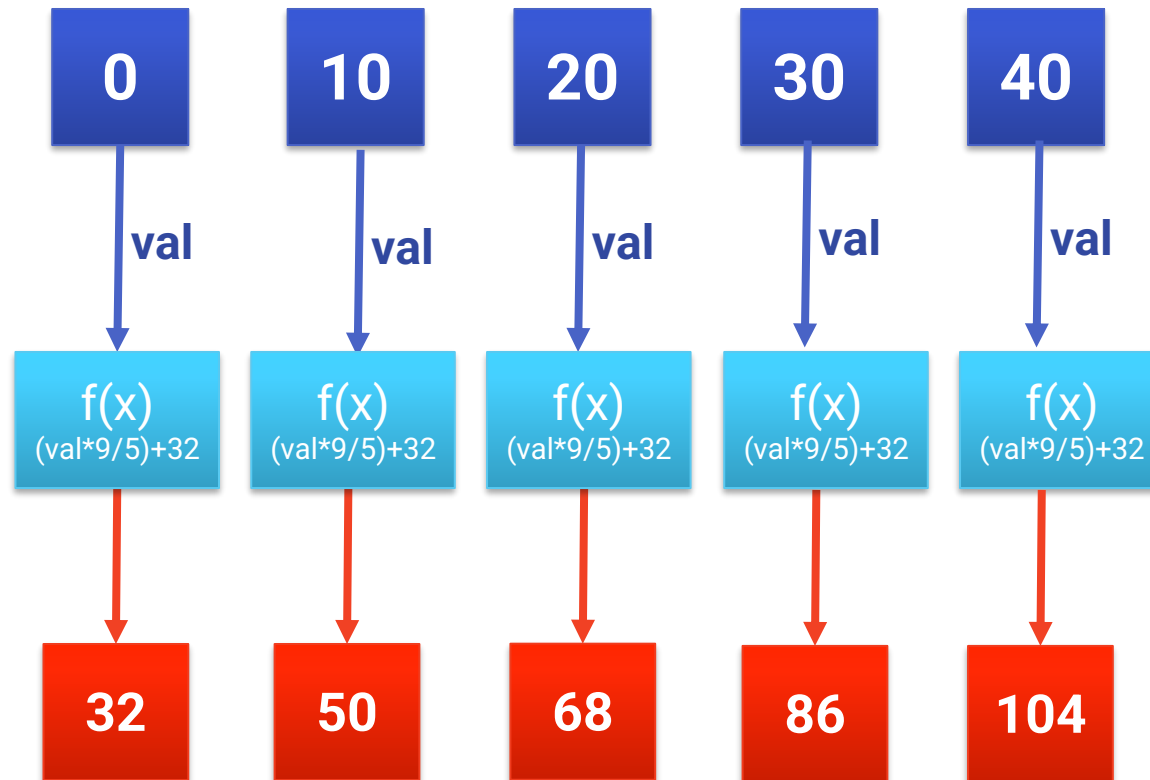 0 10 20 30 40
val val val val val
f(x) f(x) f(x) f(x) f(x)
(val*9/5)+32 (val*9/5)+32 (val*9/5)+32 (val*9/5)+32 (val*9/5)+32
32 50 68 86 104